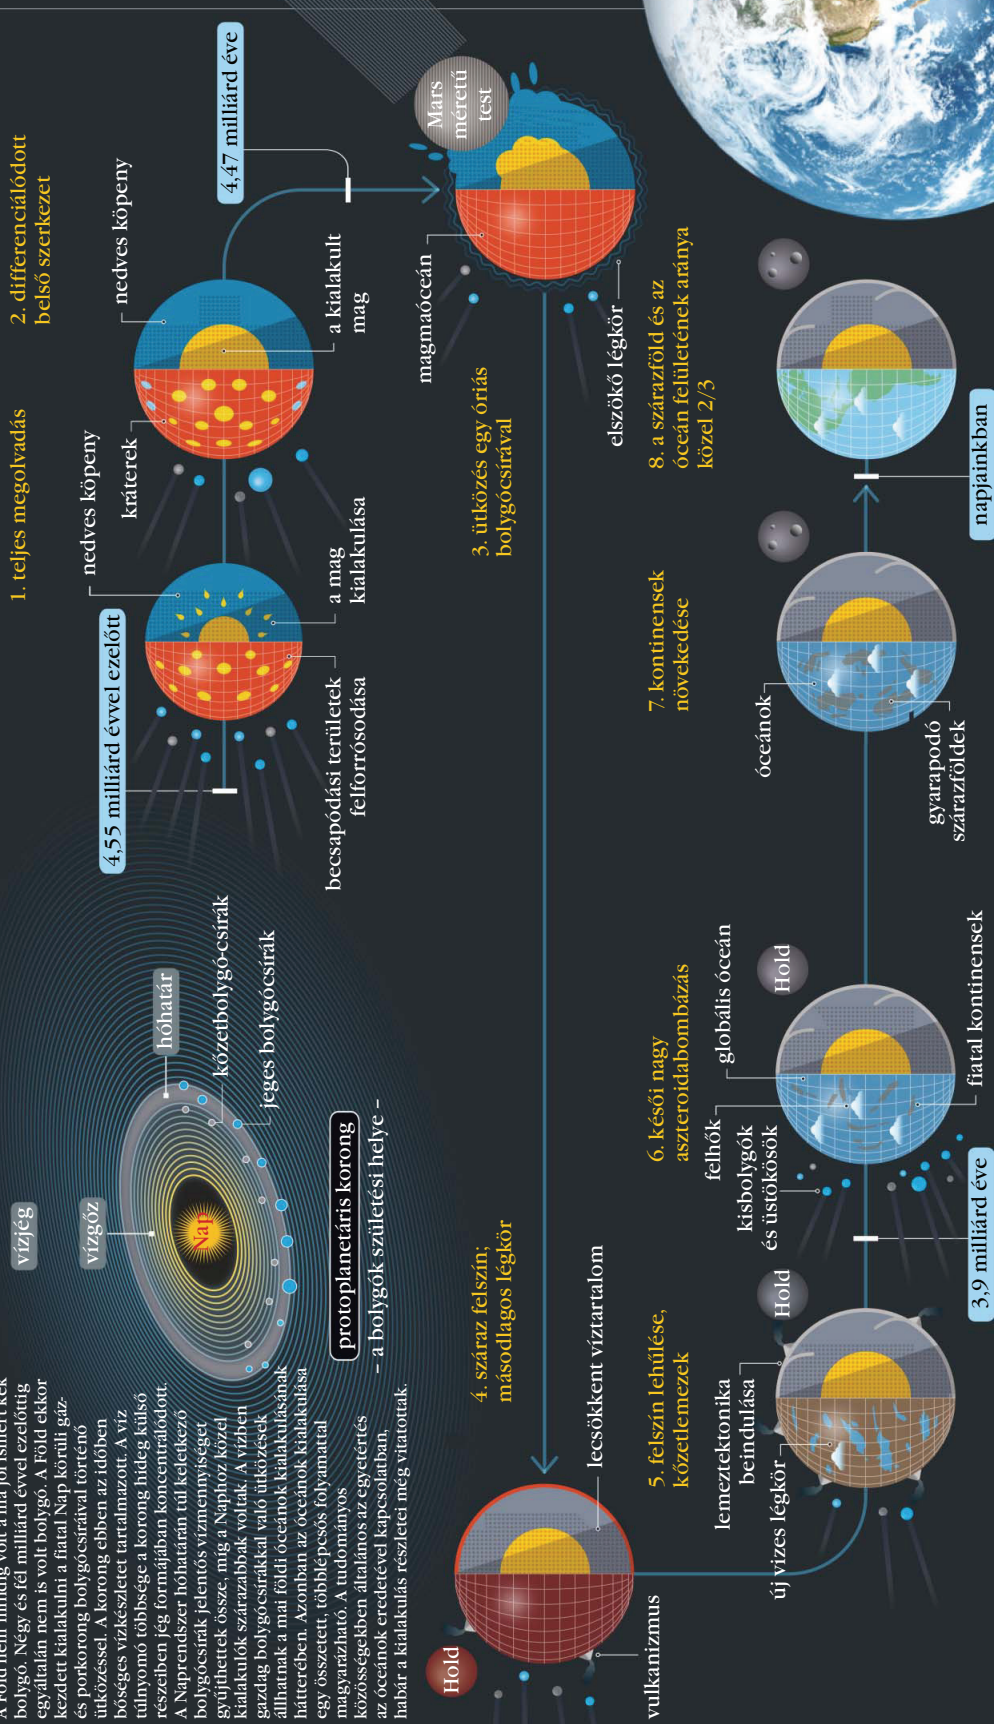 bolygó. Négy és fél milliárd évvel ezelőttig
egyáltalán nem is volt bolygó. A Föld ekkor
kezdett kialakulni a fiatal Nap körüli gáz-
és porkorong bolygócsírával történő
ütközéssel. A korong ebben az időben
bőséges vízkészletet tartalmazott. A víz
túlnyomó többsége a korong hideg külső
részeiben jég formájában koncentrálódott.
A Naprendszer hóhatárán túl keletkező
bolygócsírák jelentős vízmennyiséget
gyűjthettek össze, míg a Naphoz közel
kialakulók szárazabbak voltak. A vízben
gazdag bolygócsírákkal való ütközések
állhatnak a mai földi óceánok kialakulásának
hátterében. Azonban az óceánok kialakulása
egy összetett, többlépcsős folyamattal
magyarázható. A tudományos
közösségekben általános az egyetértés
az óceánok eredetével kapcsolatban,
habár a kialakulás részletei még vitatottak.
vízjég
vízgőz
Nap
hóhatár
kőzetbolygó-csírák
jeges bolygócsírák
protoplanetáris korong
– a bolygók születési helye –
4,55 milliárd évvel ezelőtt
1. teljes megolvadás
nedves köpeny
a mag
kialakulása
becsapódási területek
felforrósodása
2. differenciálódott
belső szerkezet
nedves köpeny
kráterek
a kialakult
mag
4,47 milliárd éve
Mars
méretű
test
magmaóceán
elszökő légkör
3. ütközés egy óriás
bolygócsírával
4. száraz felszín;
másodlagos légkör
Hold
lecsökkent víztartalom
vulkanizmus
5. felszín lehűlése,
kőzetlemezek
lemeztektonika
beindulása
új vizes légkör
Hold
3,9 milliárd éve
6. késői nagy
aszteroidabombázás
felhők
globális óceán
kisbolygók
és üstökösök
Hold
fiatal kontinensek
7. kontinensek
növekedése
óceánok
gyarapodó
szárazföldek
8. a szárazföld és az
óceán felületének aránya
közel 2/3
napjainkban